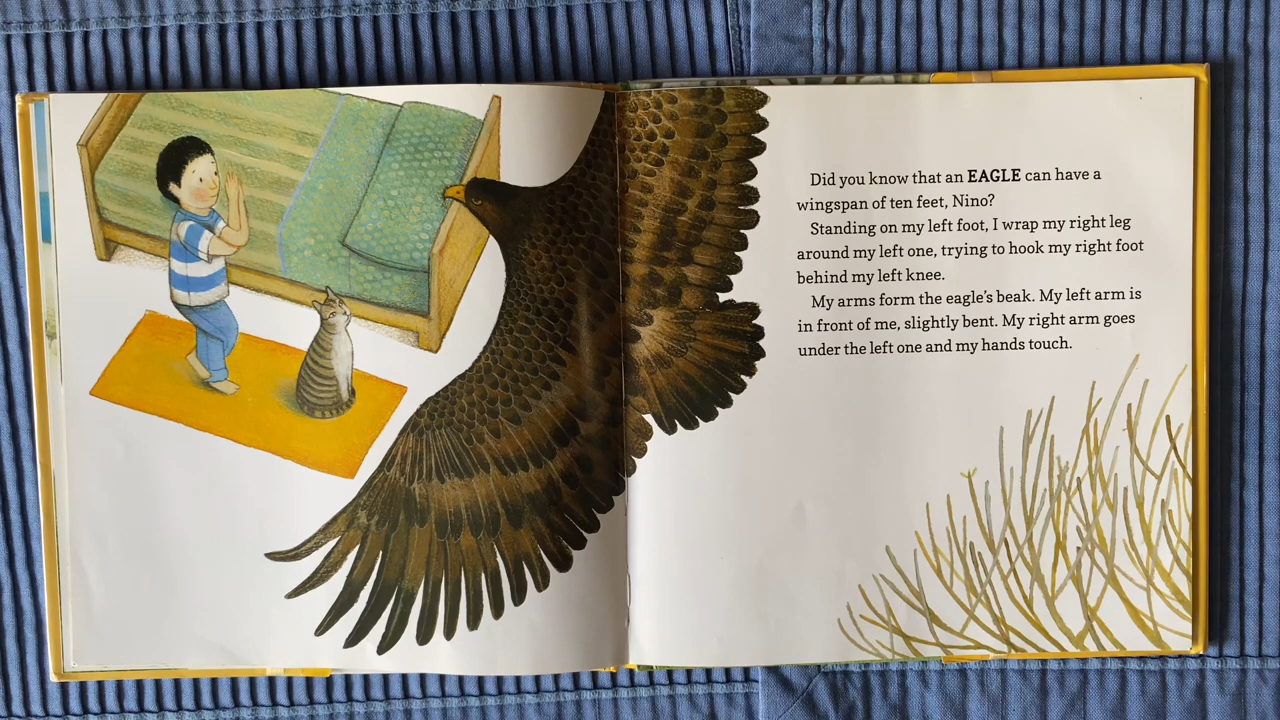 Did you know that an EAGLE can have a
wingspan of ten feet, Nino?
Standing on my left foot, I wrap my right leg
around my left one, trying to hook my right foot
behind my left knee.
My arms form the eagle's beak. My left arm is
in front of me, slightly bent. My right arm goes
under the left one and my hands touch.